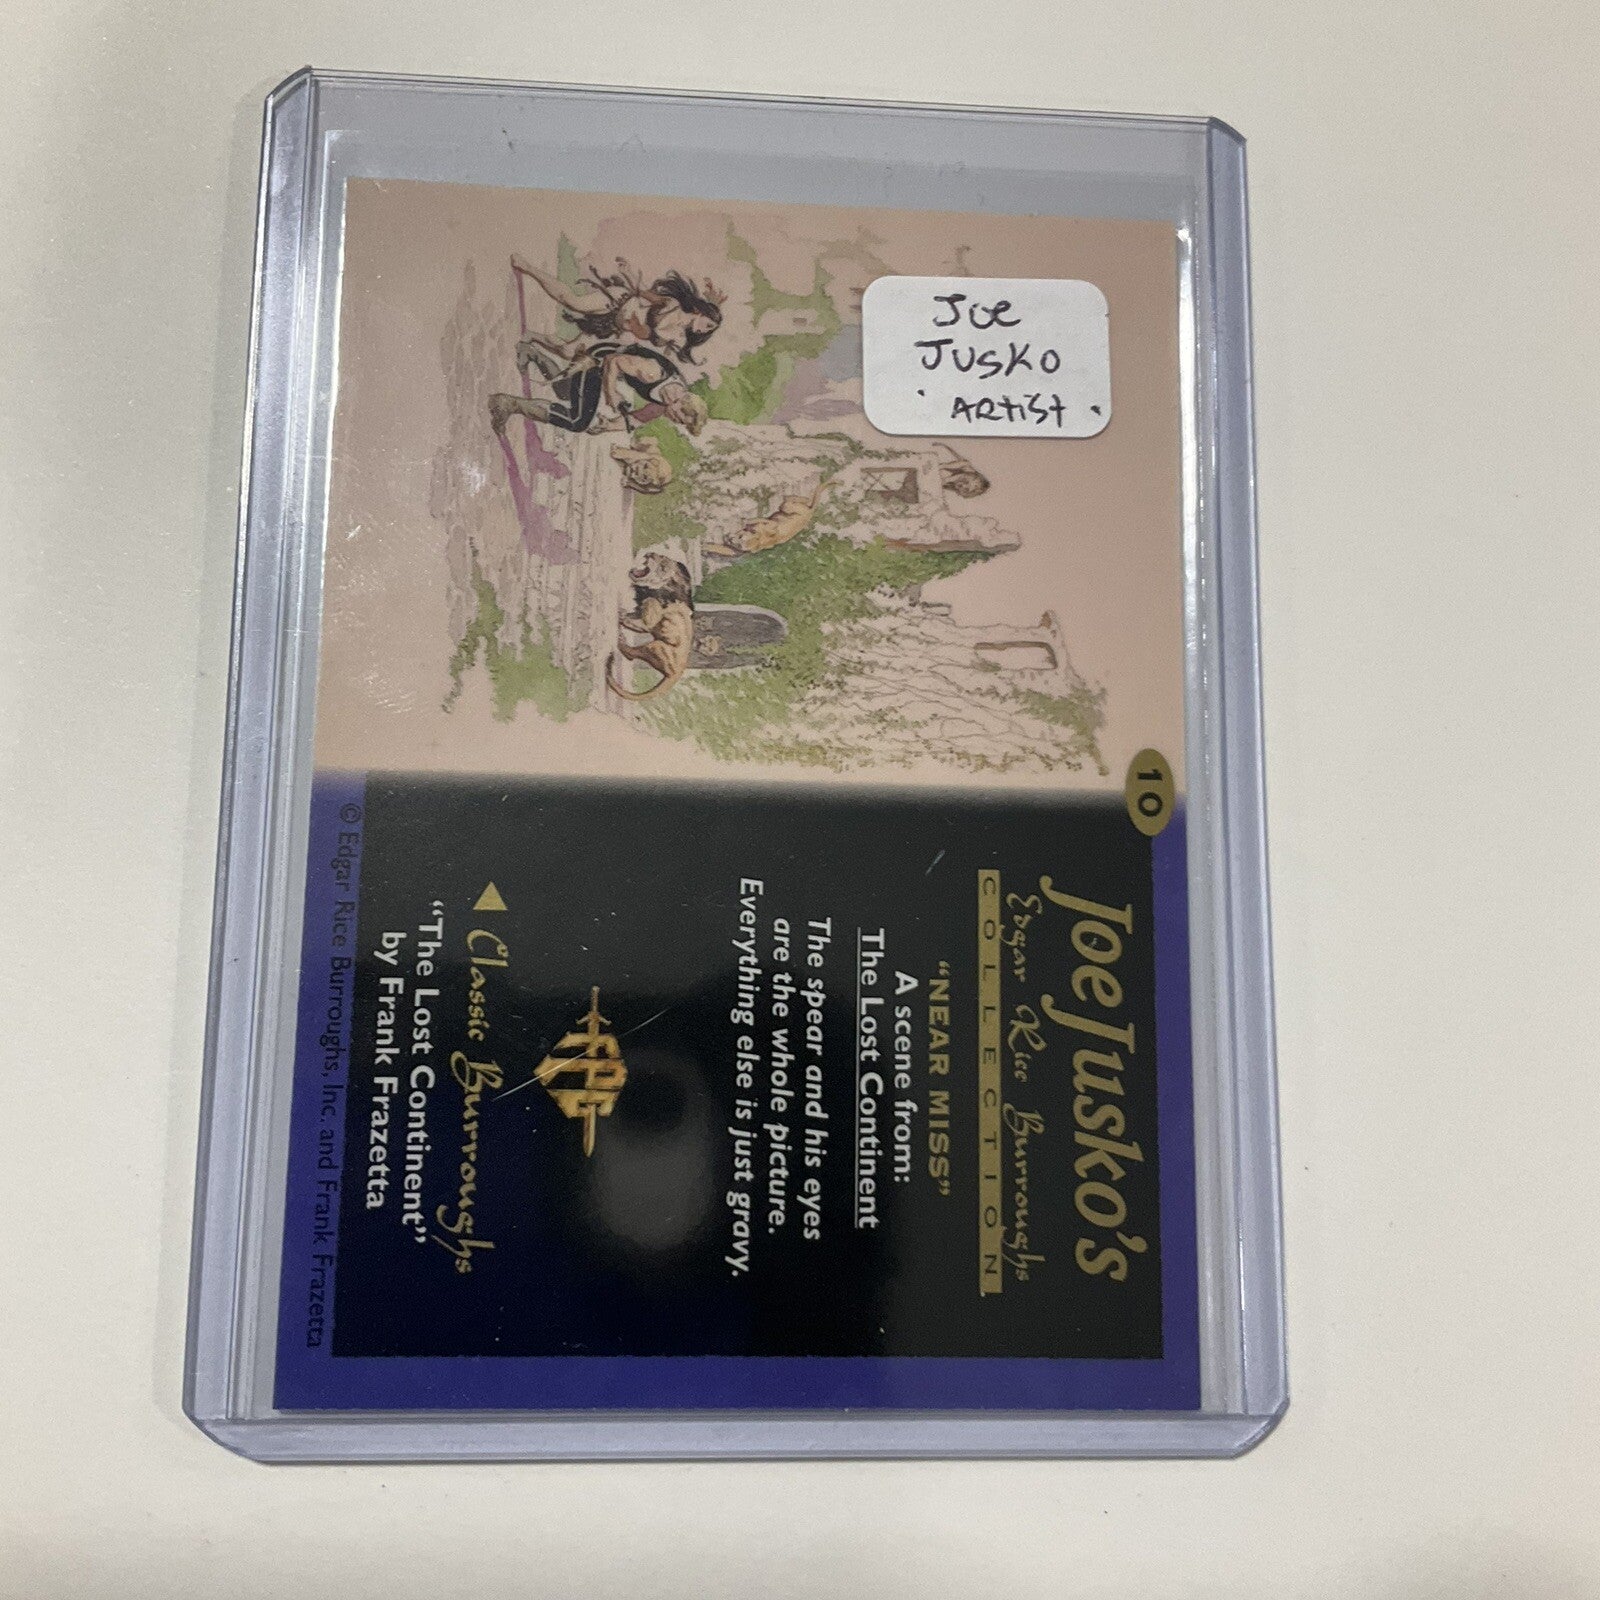 Joe
Jusko
Artist
10
Joe Jusko's
Edgar Rice Burroughs
COLLECTION
“NEAR MISS”
A scene from:
The Lost Continent
The spear and his eyes
are the whole picture.
Everything else is just gravy.
Classic Burroughs
“The Lost Continent”
by Frank Frazetta
© Edgar Rice Burroughs, Inc. and Frank Frazetta